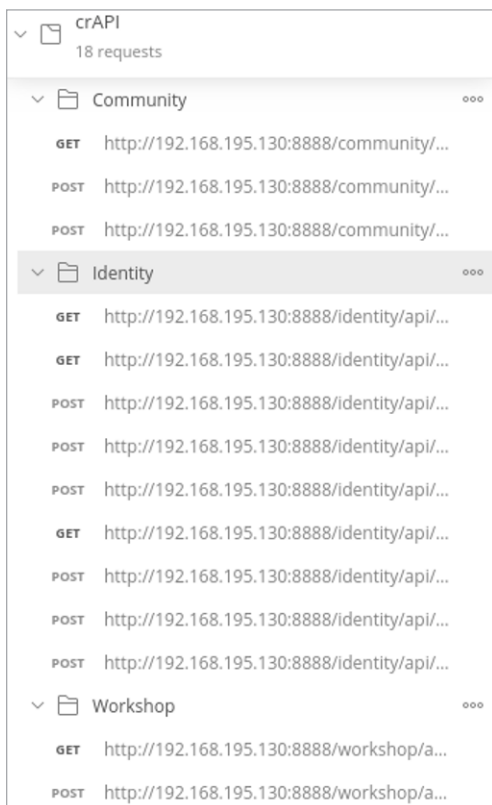 crAPI
18 requests
Community
GET http://192.168.195.130:8888/community/...
POST http://192.168.195.130:8888/community/...
POST http://192.168.195.130:8888/community/...
Identity
GET http://192.168.195.130:8888/identity/api/...
GET http://192.168.195.130:8888/identity/api/...
POST http://192.168.195.130:8888/identity/api/...
POST http://192.168.195.130:8888/identity/api/...
POST http://192.168.195.130:8888/identity/api/...
GET http://192.168.195.130:8888/identity/api/...
POST http://192.168.195.130:8888/identity/api/...
POST http://192.168.195.130:8888/identity/api/...
POST http://192.168.195.130:8888/identity/api/...
Workshop
GET http://192.168.195.130:8888/workshop/a...
POST http://192.168.195.130:8888/workshop/a...